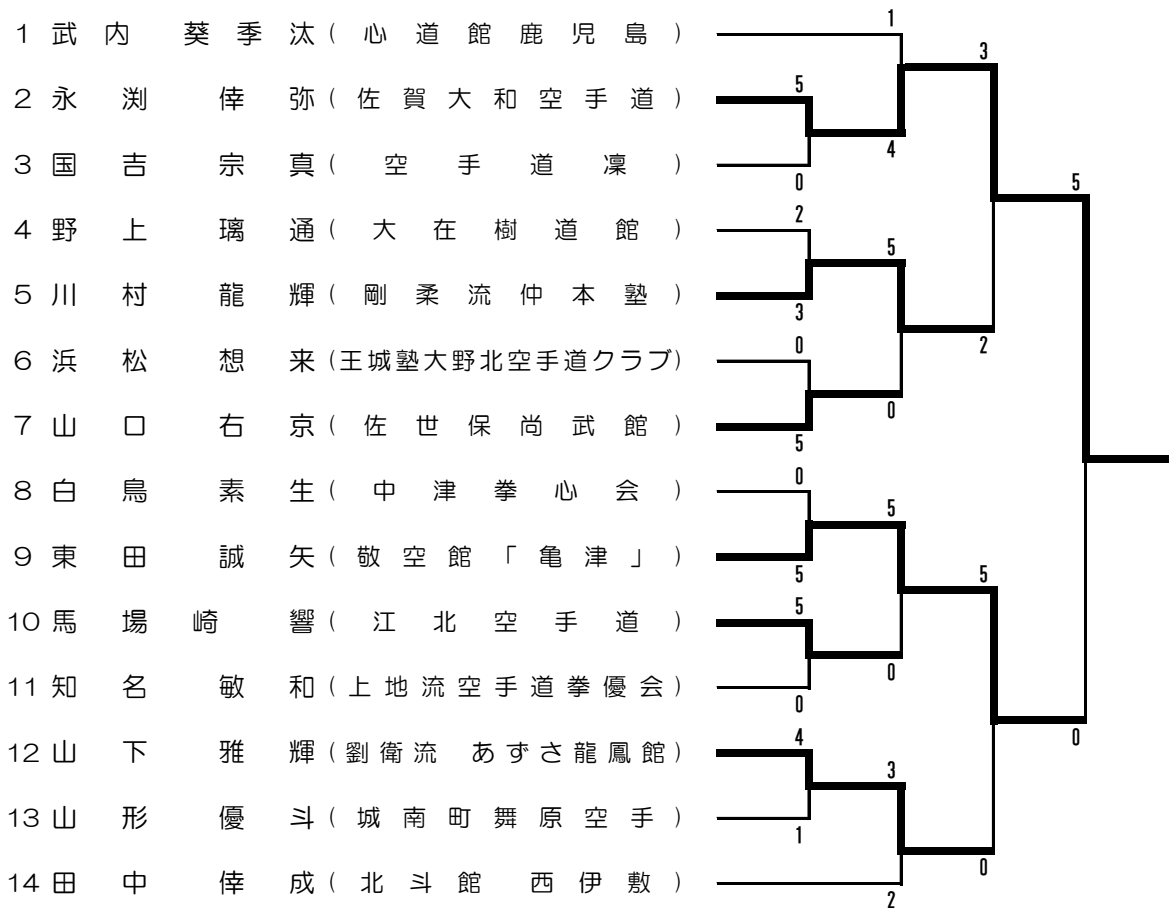 1 武内 葵季汰(心道館鹿児島)
1
3
2 永渕 倖弥(佐賀大和空手道)
5
4
3 国吉宗真(空手道凜)
0
5
4 野上璃通(大在樹道館)
2
5
5 川村龍輝(剛柔流仲本塾)
3
2
6 浜松想来(王城塾大野北空手道クラブ)
0
0
7 山口右京(佐世保尚武館)
5
8 白鳥素生(中津拳心会)
0
5
9 東田誠矢(敬空館「亀津」)
5
5
10 馬場崎響(江北空手道)
5
0
11 知名敏和(上地流空手道拳優会)
0
0
12 山下雅輝(劉衛流 あずさ龍鳳館)
4
3
13 山形優斗(城南町舞原空手)
1
0
14 田中倖成(北斗館 西伊敷)
2